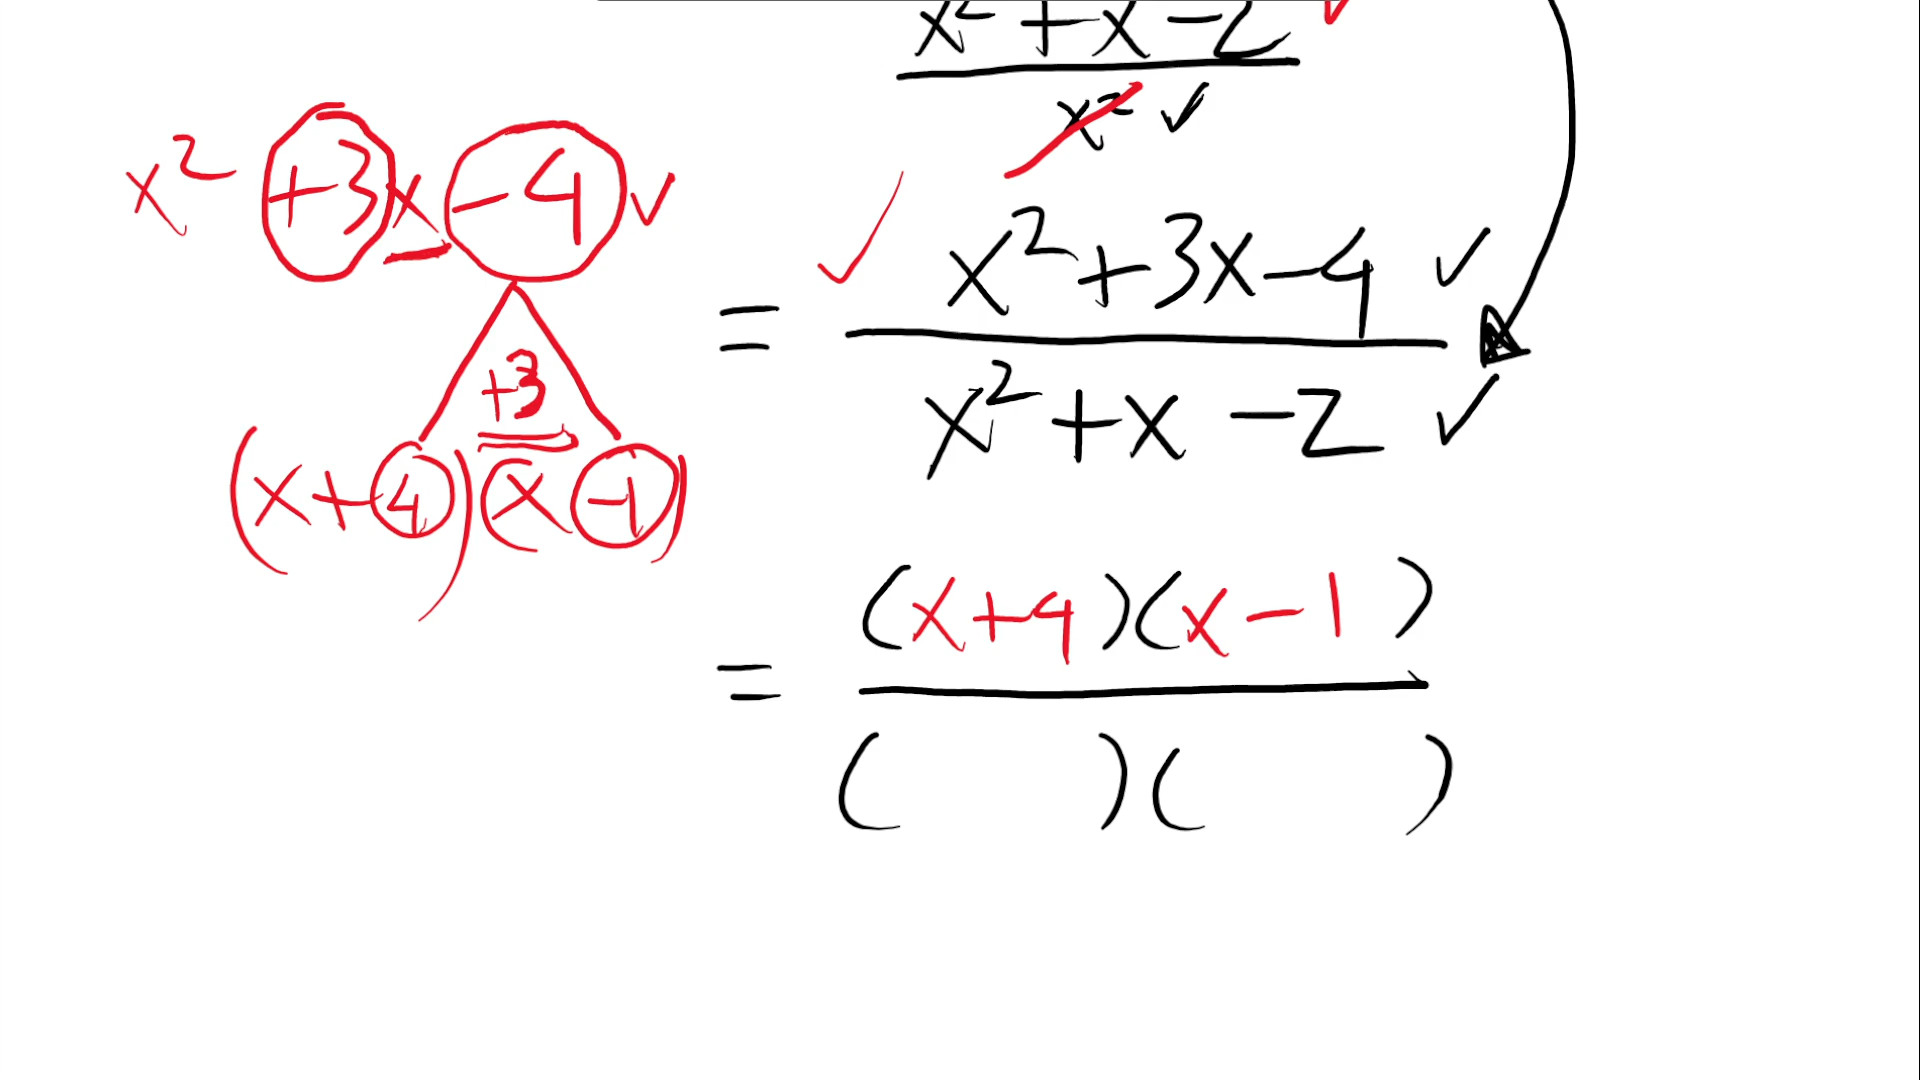 x² + x - 2 ✓
x² ✓
x² +3x -4 ✓
+3
(x+4)(x-1)
✓ x²+3x-4 ✓
= ―――
x²+x-2 ✓
(x+4)(x-1)
= ―――
( )( )